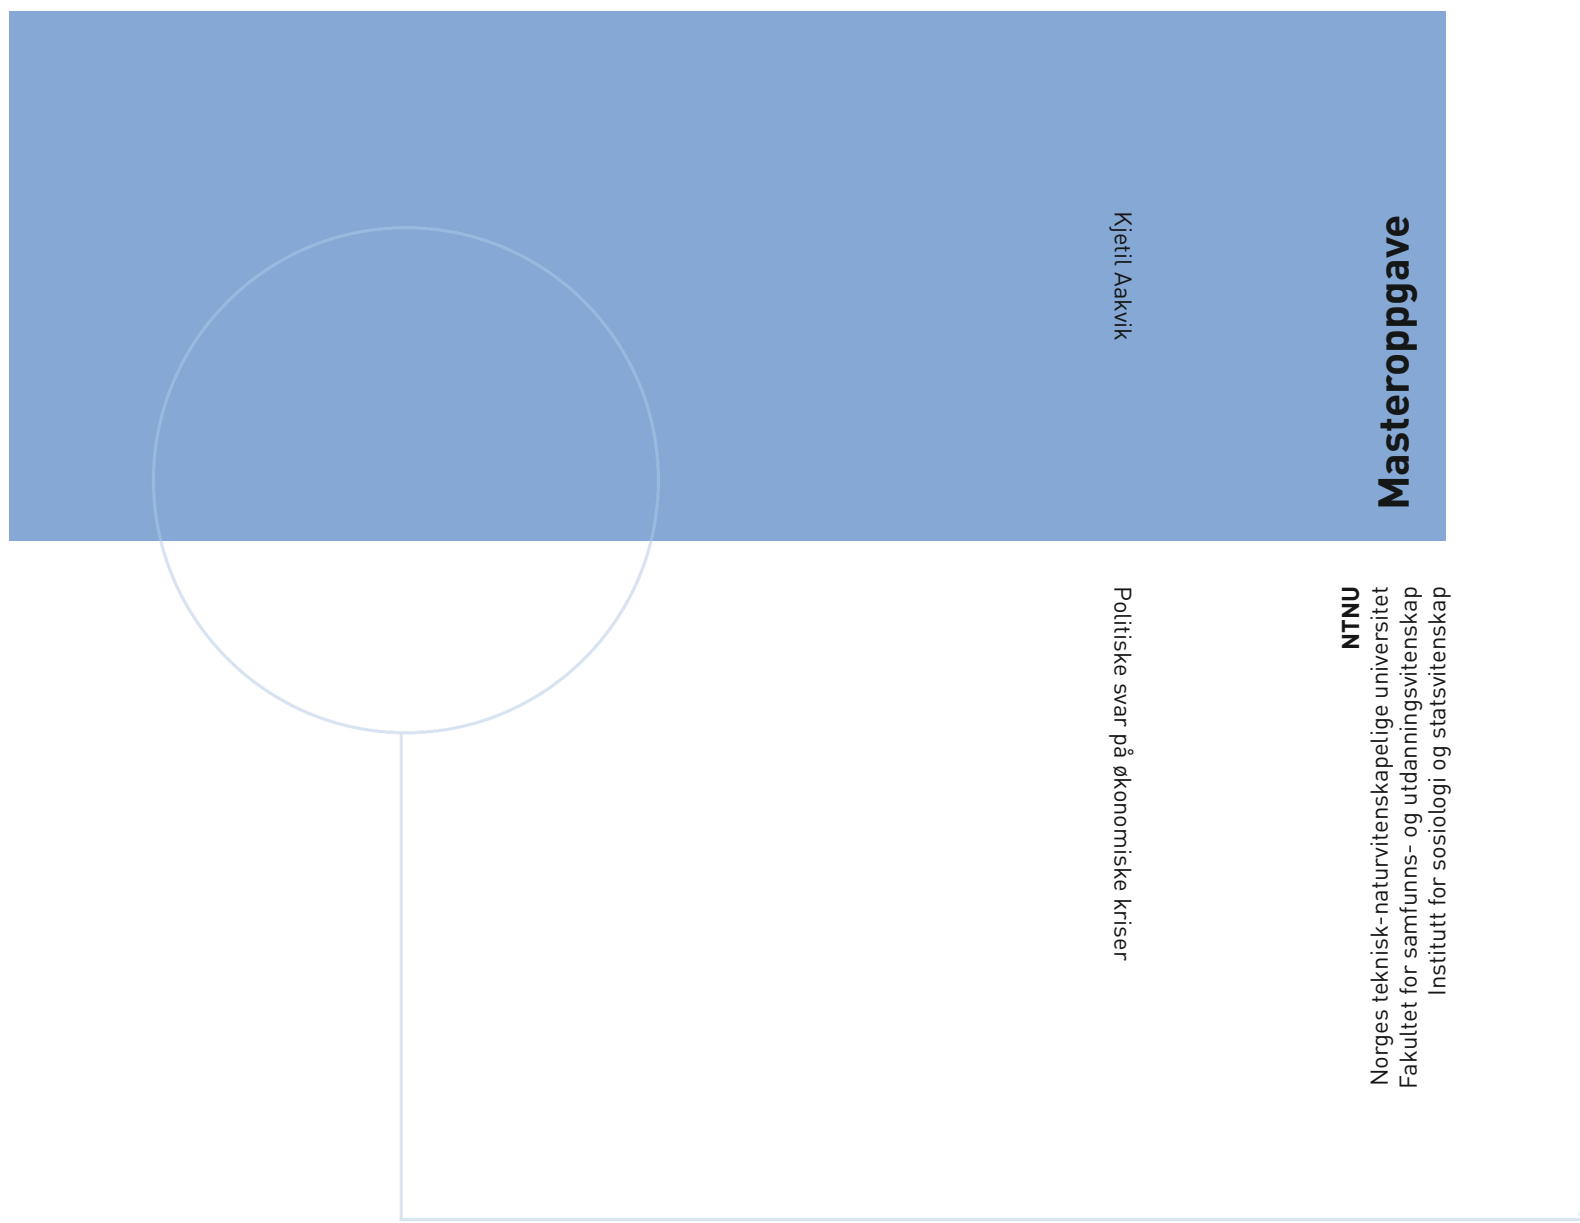 Kjetil Aakvik
Politiske svar på økonomiske kriser
Masteroppgave
NTNU
Norges teknisk-naturvitenskapelige universitet
Fakultet for samfunns- og utdanningsvitenskap
Institutt for sosiologi og statsvitenskap